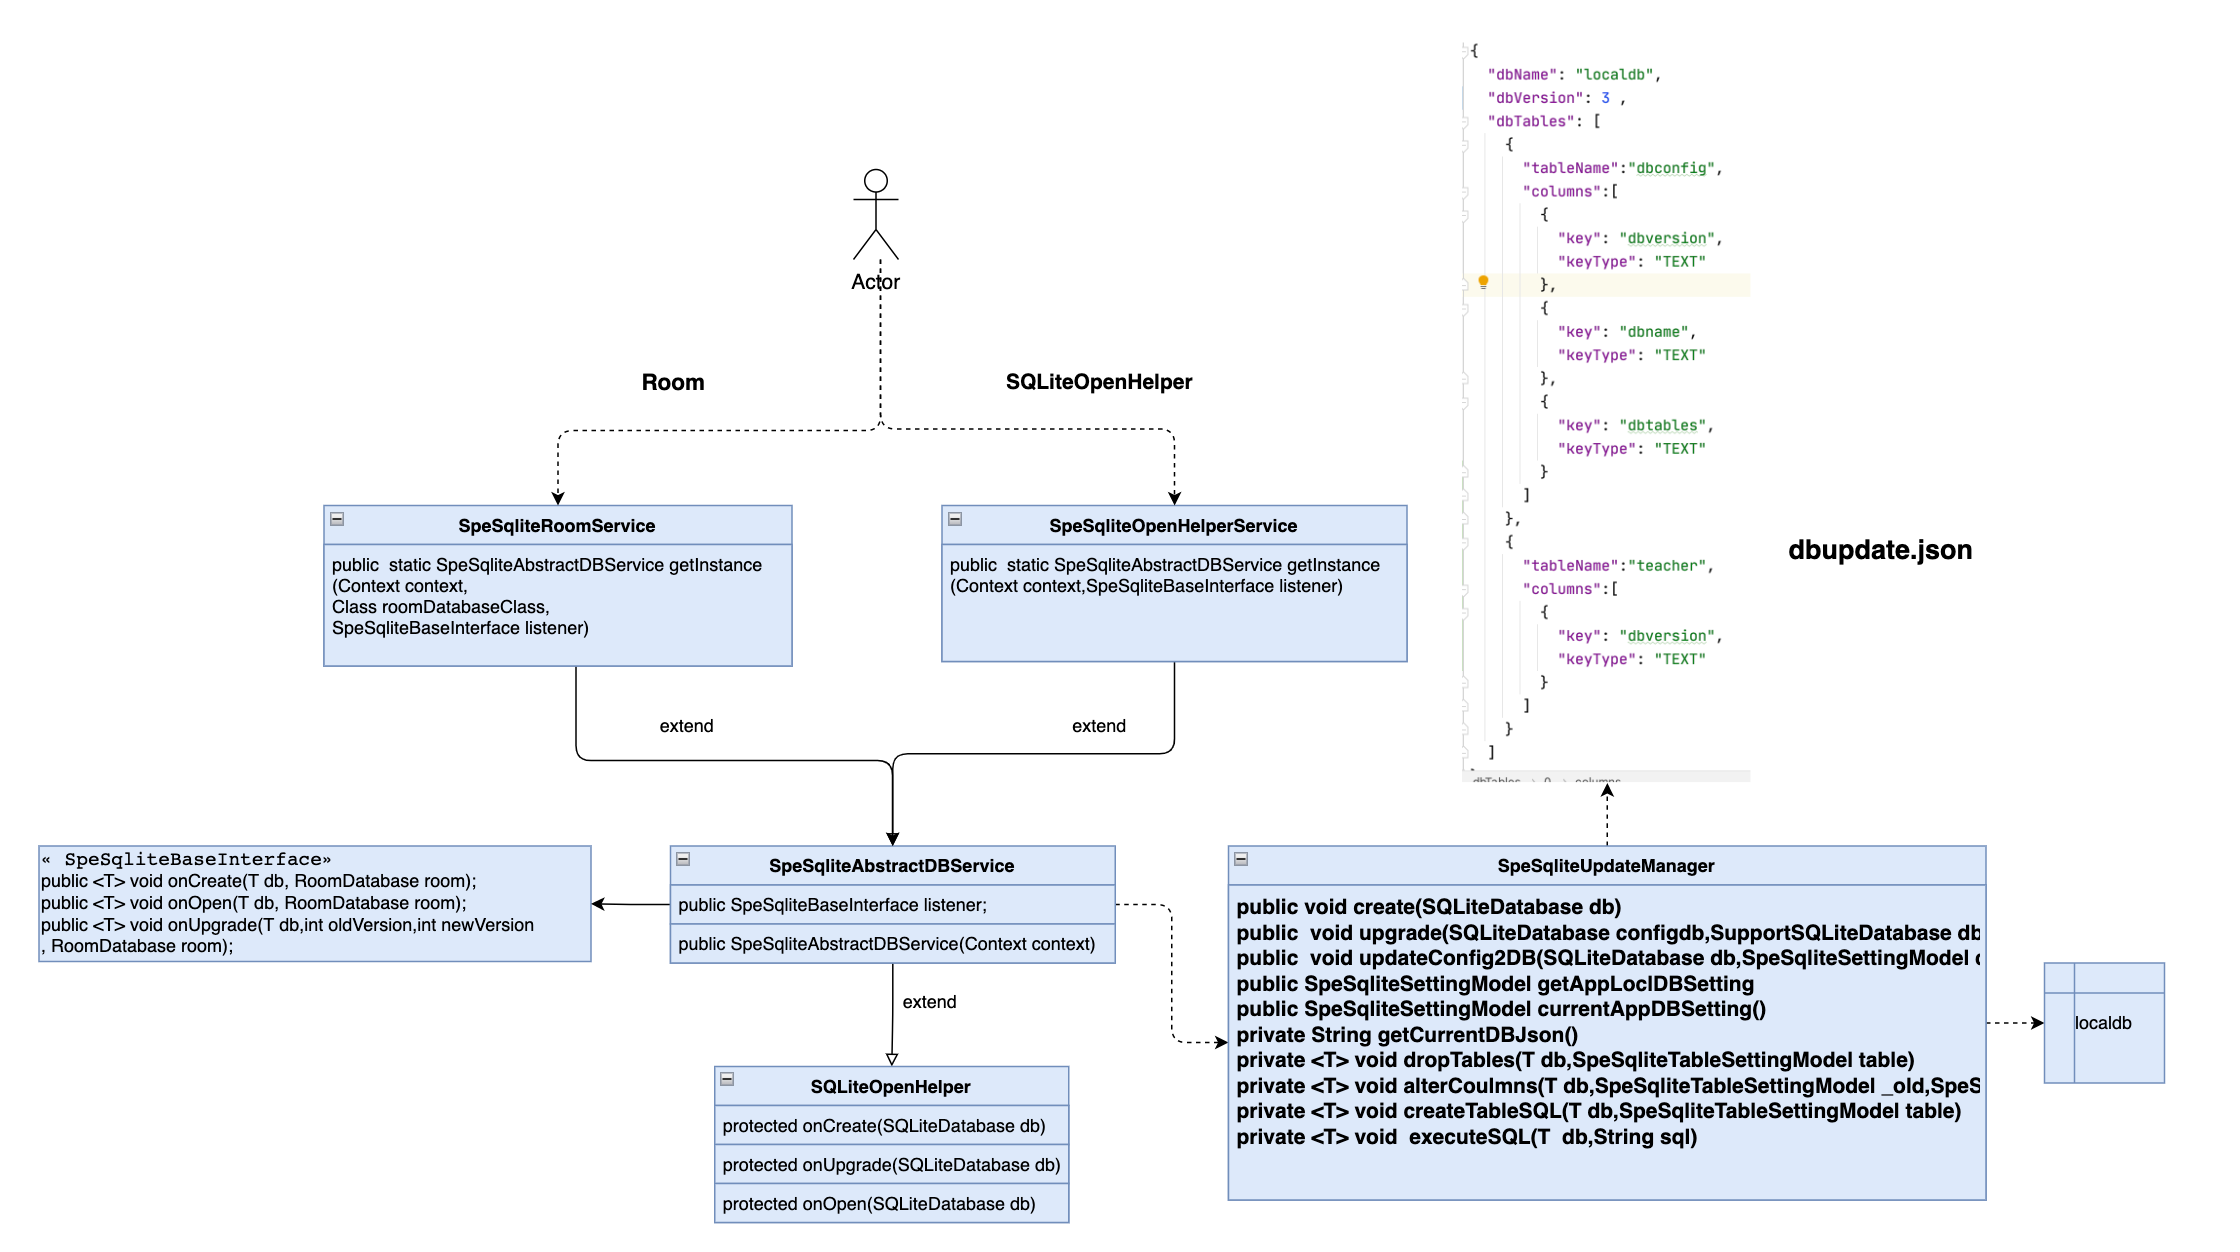 Actor
Room
SQLiteOpenHelper
SpeSqliteRoomService
public  static SpeSqliteAbstractDBService getInstance
(Context context,
Class roomDatabaseClass,
SpeSqliteBaseInterface listener)
SpeSqliteOpenHelperService
public  static SpeSqliteAbstractDBService getInstance
(Context context,SpeSqliteBaseInterface listener)
extend
extend
«  SpeSqliteBaseInterface»
public <T> void onCreate(T db, RoomDatabase room);
public <T> void onOpen(T db, RoomDatabase room);
public <T> void onUpgrade(T db,int oldVersion,int newVersion
, RoomDatabase room);
SpeSqliteAbstractDBService
public SpeSqliteBaseInterface listener;
public SpeSqliteAbstractDBService(Context context)
extend
SQLiteOpenHelper
protected onCreate(SQLiteDatabase db)
protected onUpgrade(SQLiteDatabase db)
protected onOpen(SQLiteDatabase db)
{
"dbName": "localdb",
"dbVersion": 3 ,
"dbTables": [
{
"tableName":"dbconfig",
"columns":[
{
"key": "dbversion",
"keyType": "TEXT"
},
{
"key": "dbname",
"keyType": "TEXT"
},
{
"key": "dbtables",
"keyType": "TEXT"
}
]
},
{
"tableName":"teacher",
"columns":[
{
"key": "dbversion",
"keyType": "TEXT"
}
]
}
]
dbTables > 0 > columns
dbupdate.json
SpeSqliteUpdateManager
public void create(SQLiteDatabase db)
public  void upgrade(SQLiteDatabase configdb,SupportSQLiteDatabase db
public  void updateConfig2DB(SQLiteDatabase db,SpeSqliteSettingModel
public SpeSqliteSettingModel getAppLoclDBSetting
public SpeSqliteSettingModel currentAppDBSetting()
private String getCurrentDBJson()
private <T> void dropTables(T db,SpeSqliteTableSettingModel table)
private <T> void alterCoulmns(T db,SpeSqliteTableSettingModel _old,SpeS
private <T> void createTableSQL(T db,SpeSqliteTableSettingModel table)
private <T> void  executeSQL(T  db,String sql)
localdb